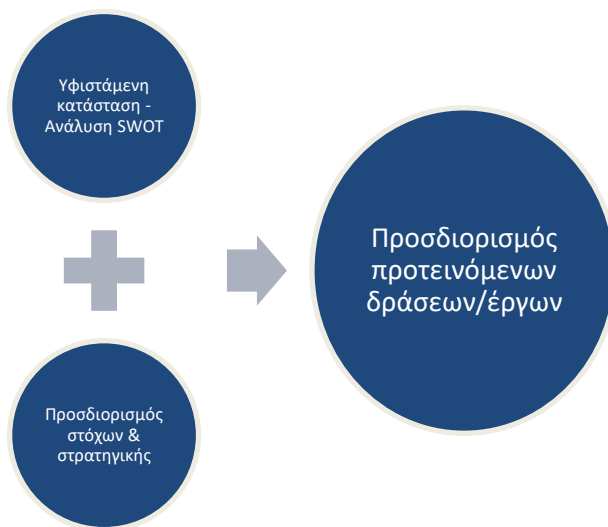 Υφιστάμενη
κατάσταση -
Ανάλυση SWOT
Προσδιορισμός
στόχων &
στρατηγικής
Προσδιορισμός
προτεινόμενων
δράσεων/έργων